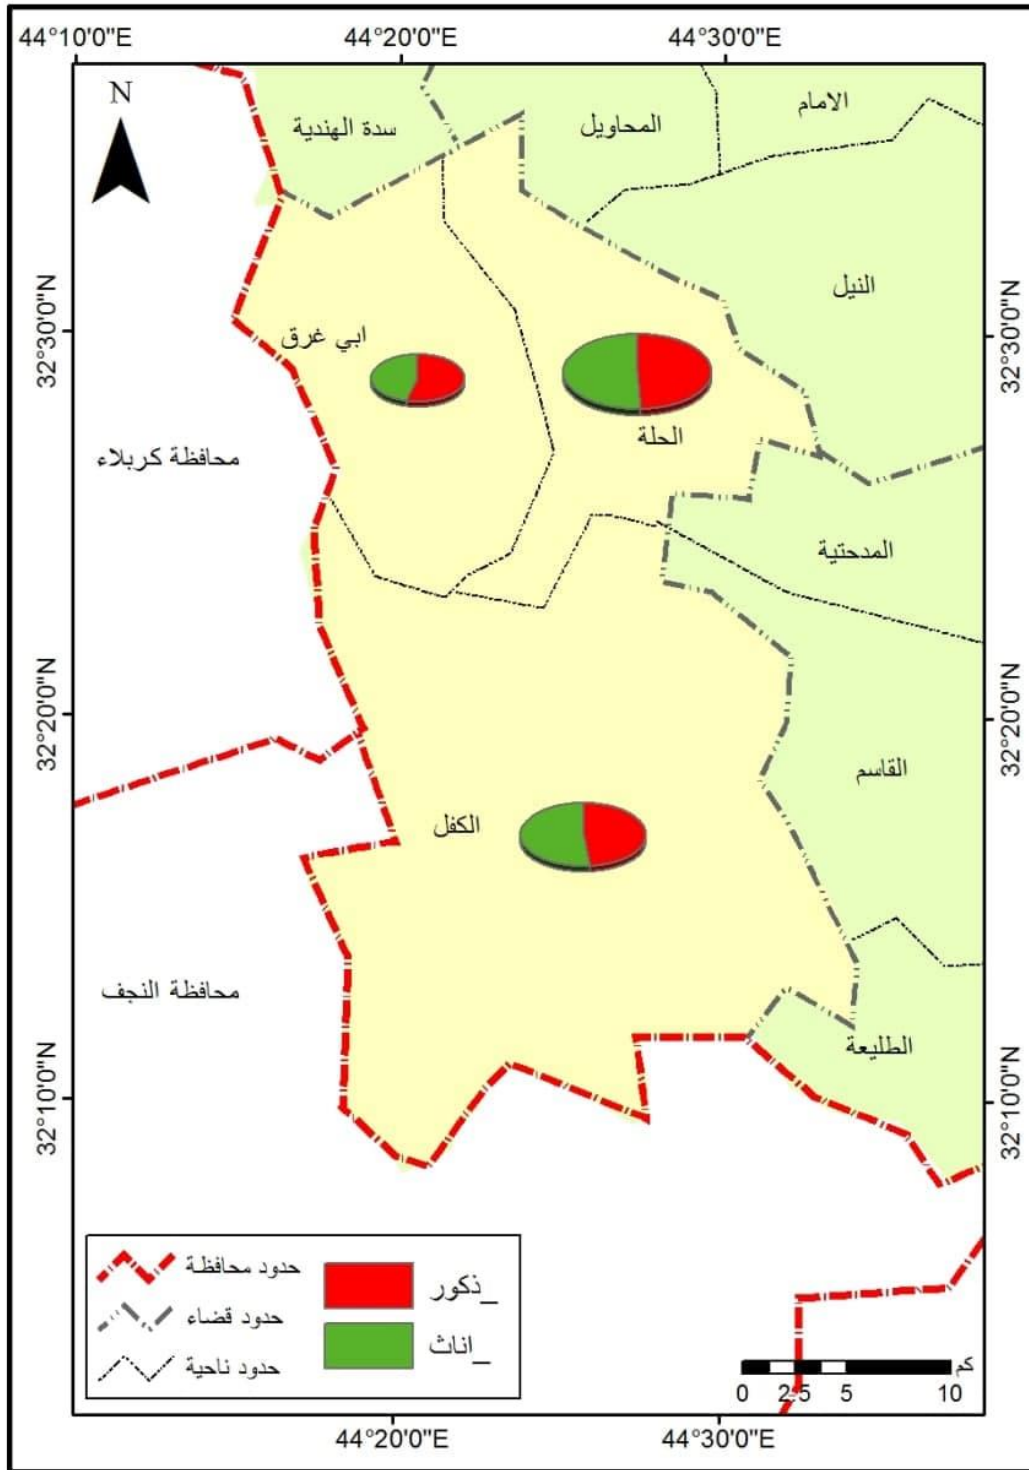 44°10'0"E
44°20'0"E
44°30'0"E
N
سدة الهندية
المحاويل
الامام
النيل
32°30'0"N
32°30'0"N
ابي غرق
الحلة
محافظة كربلاء
المدحتية
32°20'0"N
32°20'0"N
القاسم
الكفل
محافظة النجف
الطليعة
32°10'0"N
32°10'0"N
حدود محافظة
حدود قضاء
حدود ناحية
_ذكور
_اناث
كم
0 2.5 5 10
44°20'0"E
44°30'0"E